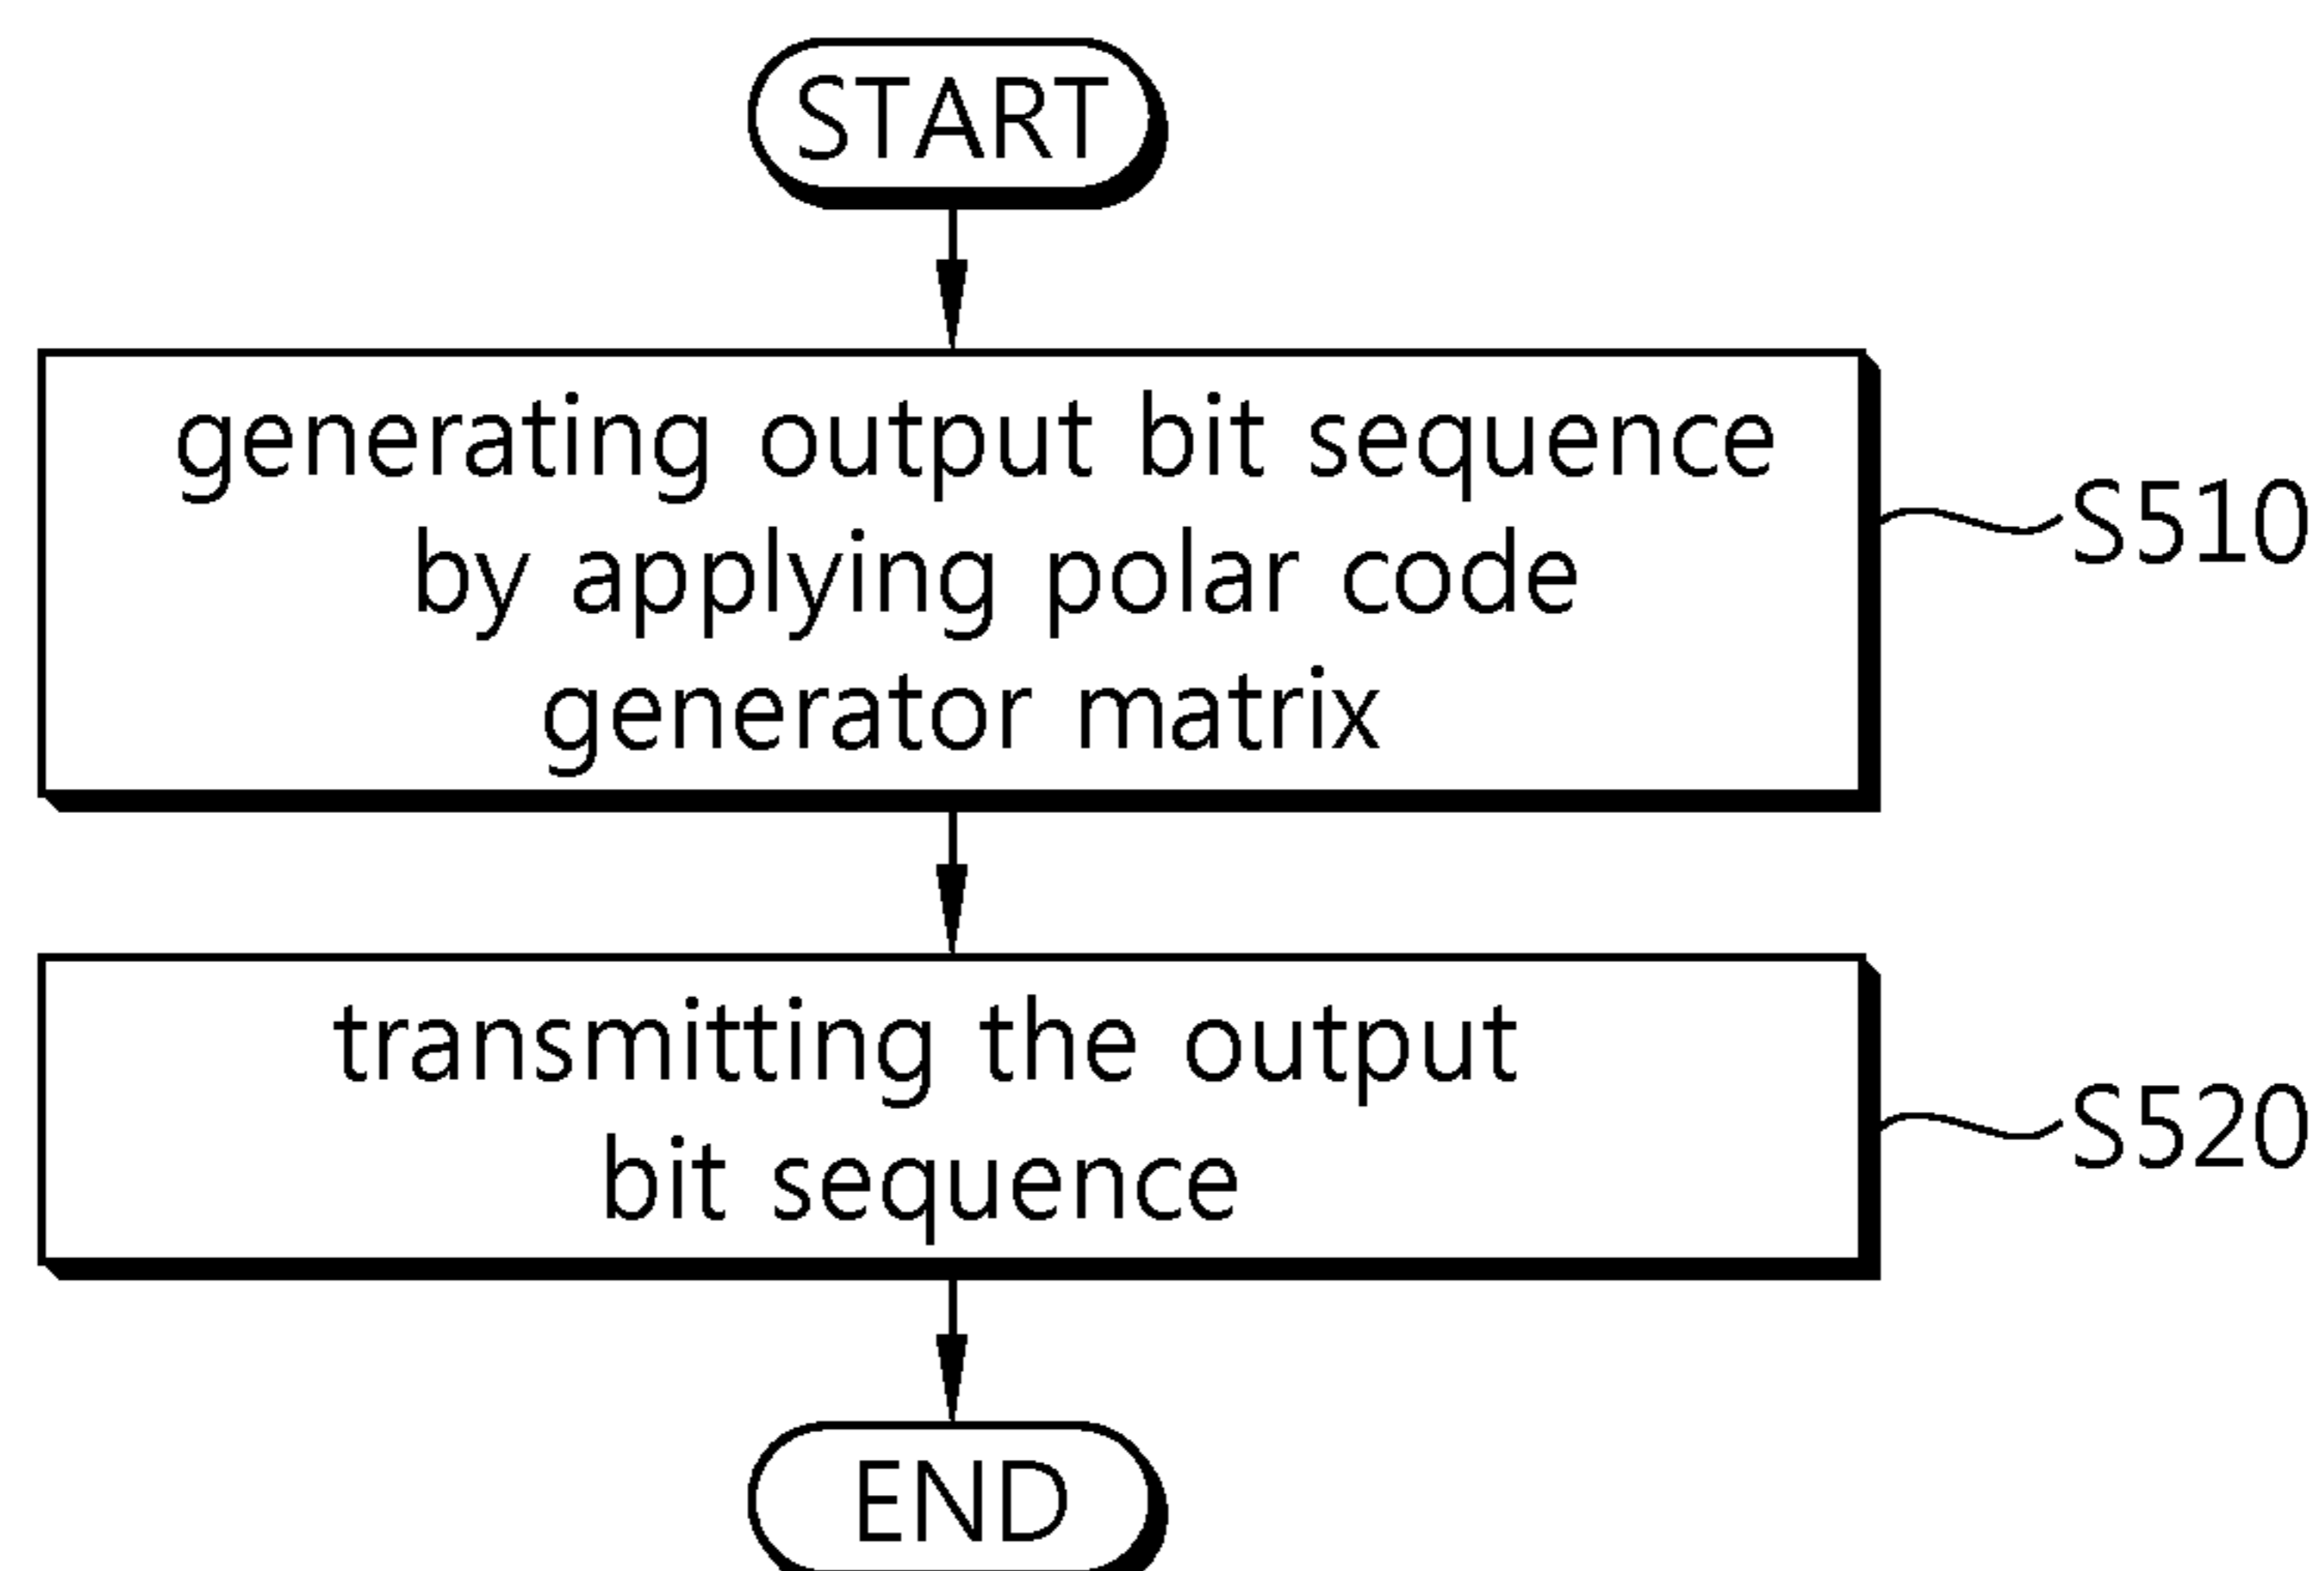 START
generating output bit sequence
by applying polar code
generator matrix
S510
transmitting the output
bit sequence
S520
END